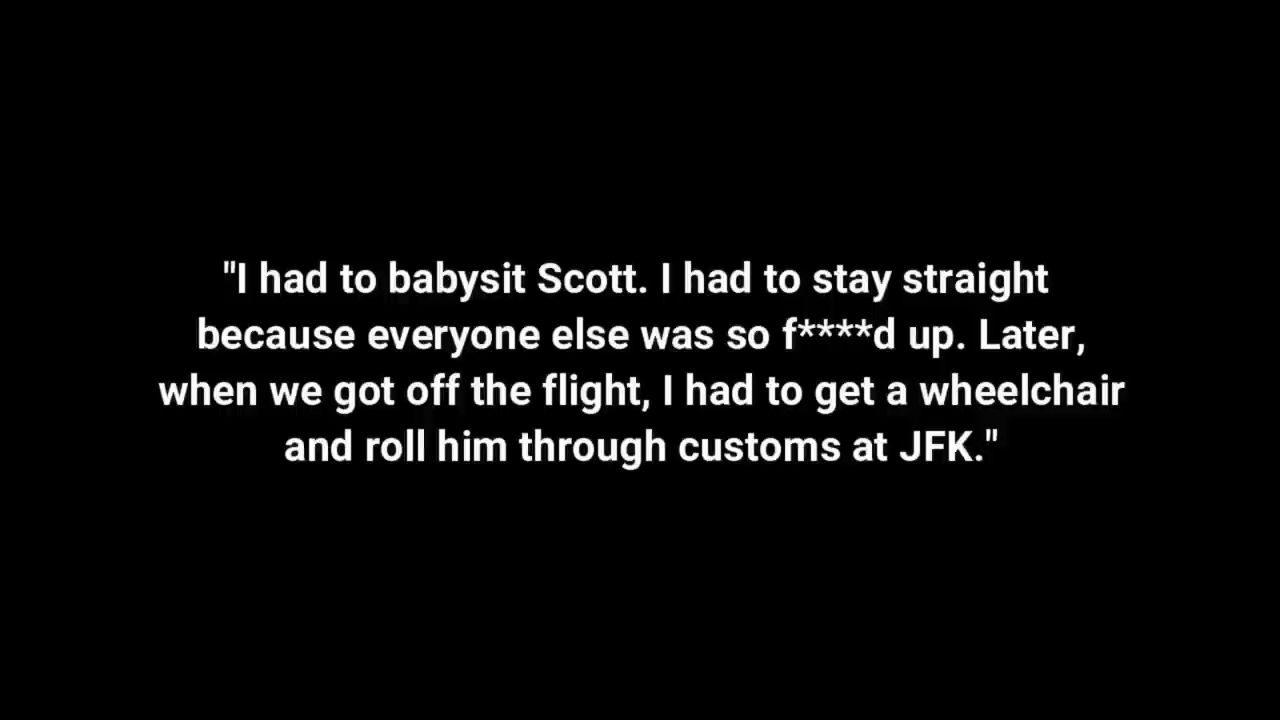 "I had to babysit Scott. I had to stay straight
because everyone else was so f****d up. Later,
when we got off the flight, I had to get a wheelchair
and roll him through customs at JFK."